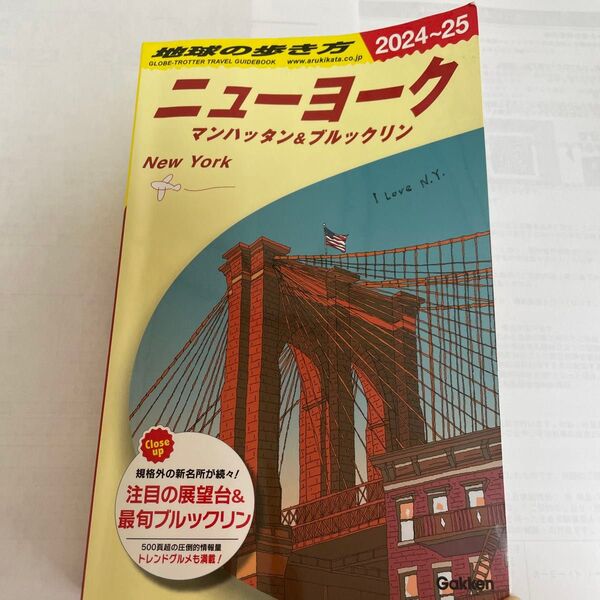 地球の歩き方
GLOBE-TROTTER TRAVEL GUIDEBOOK
www.arukikata.co.jp
2024~25
ニューヨーク
マンハッタン&ブルックリン
New York
I Love N.Y.
Close up
規格外の新名所が続々!
注目の展望台&
最旬ブルックリン
500頁超の圧倒的情報量
トレンドグルメも満載!
Gakken